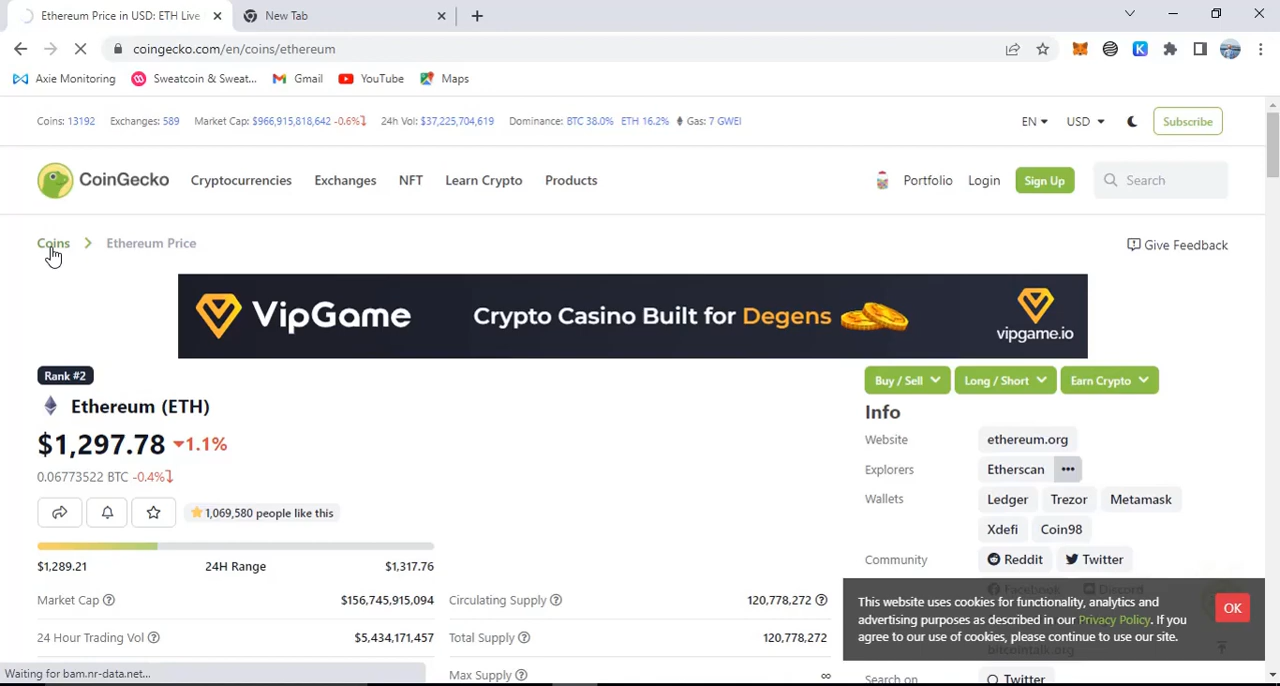 Ethereum Price in USD: ETH Live
New Tab
coingecko.com/en/coins/ethereum
Axie Monitoring
Sweatcoin & Sweat...
Gmail
YouTube
Maps
Coins: 13192 Exchanges: 589 Market Cap: $966,915,818,642 -0.6% 24h Vol: $37,225,704,619 Dominance: BTC 38.0% ETH 16.2% Gas: 7 GWEI
EN USD Subscribe
CoinGecko Cryptocurrencies Exchanges NFT Learn Crypto Products
Portfolio Login Sign Up Search
Coins Ethereum Price
Give Feedback
VipGame Crypto Casino Built for Degens vipgame.io
Rank #2
Ethereum (ETH)
$1,297.78 1.1%
0.06773522 BTC -0.4%
1,069,580 people like this
$1,289.21 24H Range $1,317.76
Market Cap $156,745,915,094
24 Hour Trading Vol $5,434,171,457
Circulating Supply 120,778,272
Total Supply 120,778,272
Max Supply ∞
Buy / Sell Long / Short Earn Crypto
Info
Website ethereum.org
Explorers Etherscan •••
Wallets Ledger Trezor Metamask
Xdefi Coin98
Community Reddit Twitter
Facebook Discord
bitcointalk.org
Search on Twitter
This website uses cookies for functionality, analytics and
advertising purposes as described in our Privacy Policy. If you
agree to our use of cookies, please continue to use our site.
OK
Waiting for bam.nr-data.net...